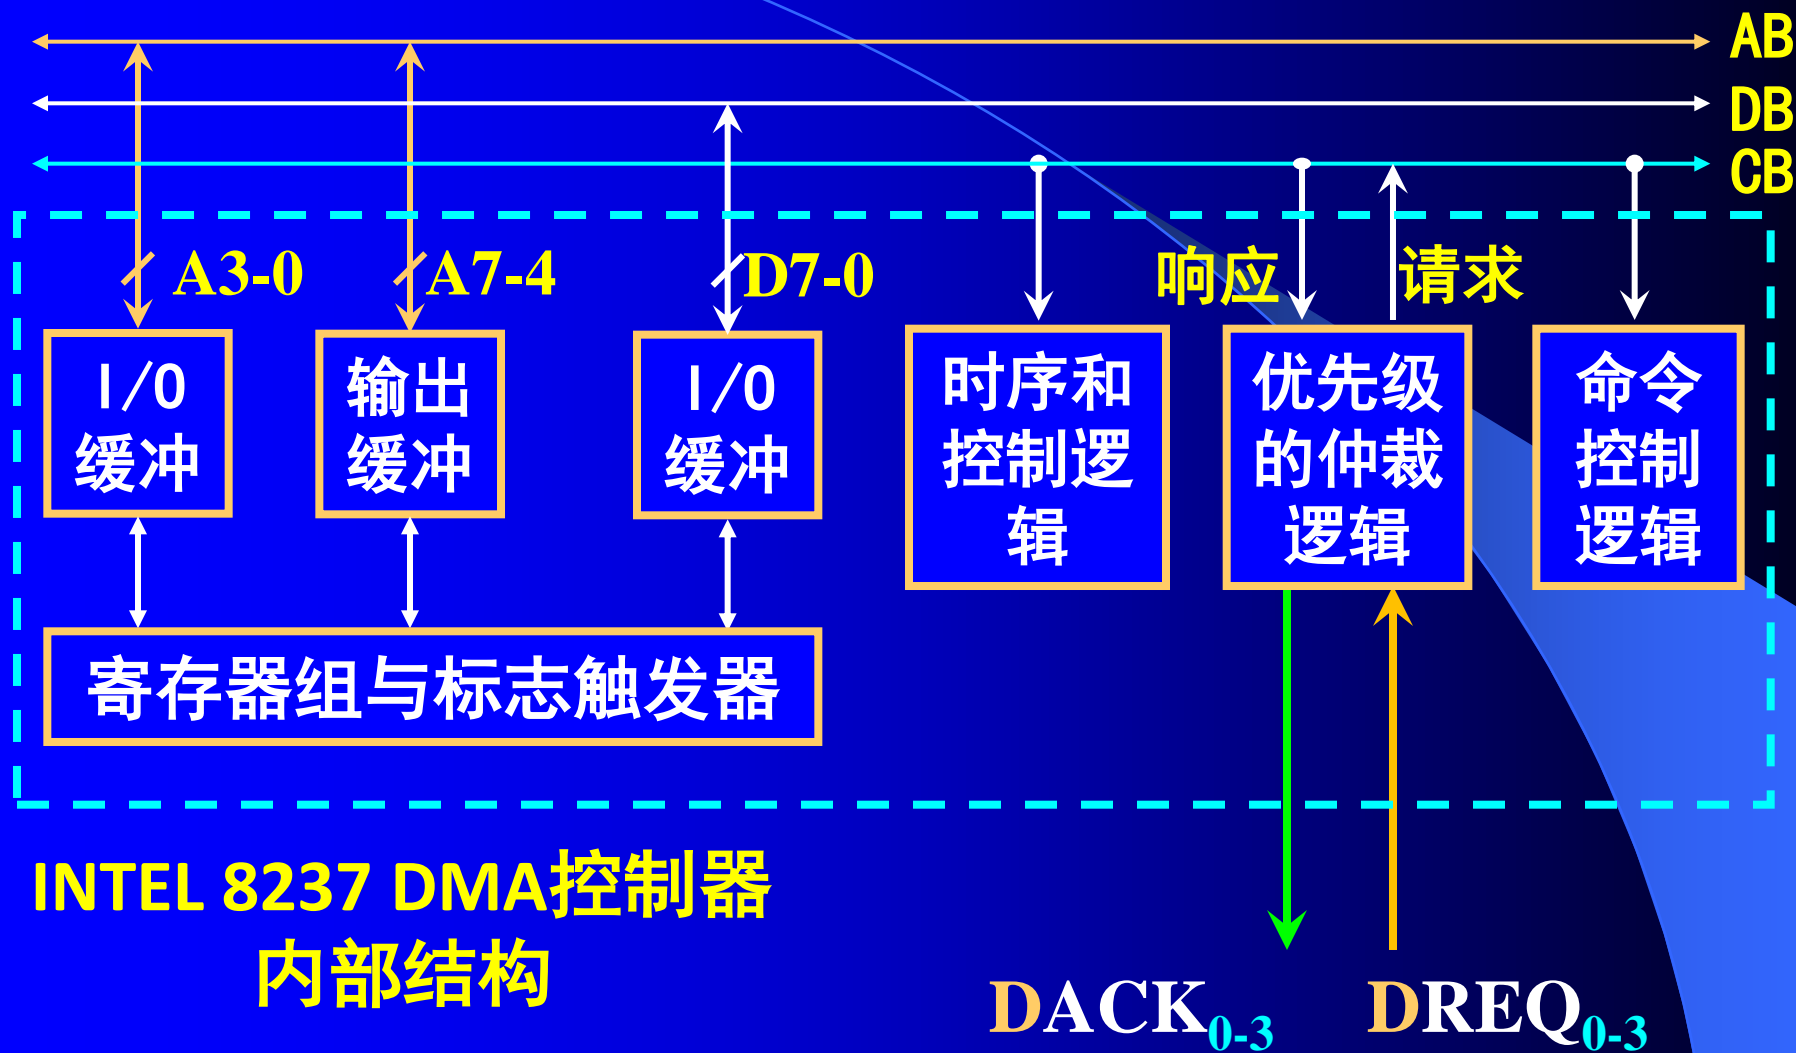 AB
DB
CB
A3-0
A7-4
D7-0
响应
请求
I/O
缓冲
输出
缓冲
I/O
缓冲
时序和
控制逻
辑
优先级
的仲裁
逻辑
命令
控制
逻辑
寄存器组与标志触发器
INTEL 8237 DMA控制器
内部结构
DACK0-3
DREQ0-3